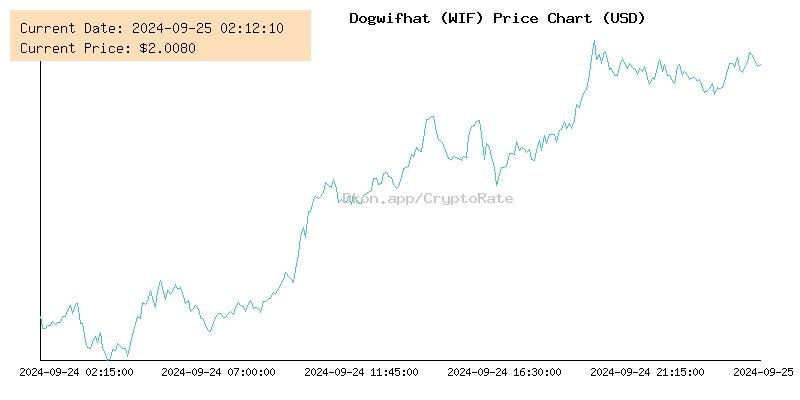 Dogwifhat (WIF) Price Chart (USD)
Current Date: 2024-09-25 02:12:10
Current Price: $2.0080
Dkon.app/CryptoRate
2024-09-24 02:15:00 2024-09-24 07:00:00 2024-09-24 11:45:00 2024-09-24 16:30:00 2024-09-24 21:15:00 2024-09-25